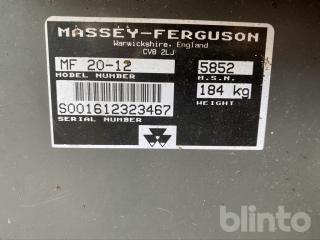 MASSEY-FERGUSON
Warwickshire, England
CV8 2LJ
MF 20-12 5852
MODEL NUMBER M.S.N.
S001612323467 184 kg
SERIAL NUMBER WEIGHT
blinto